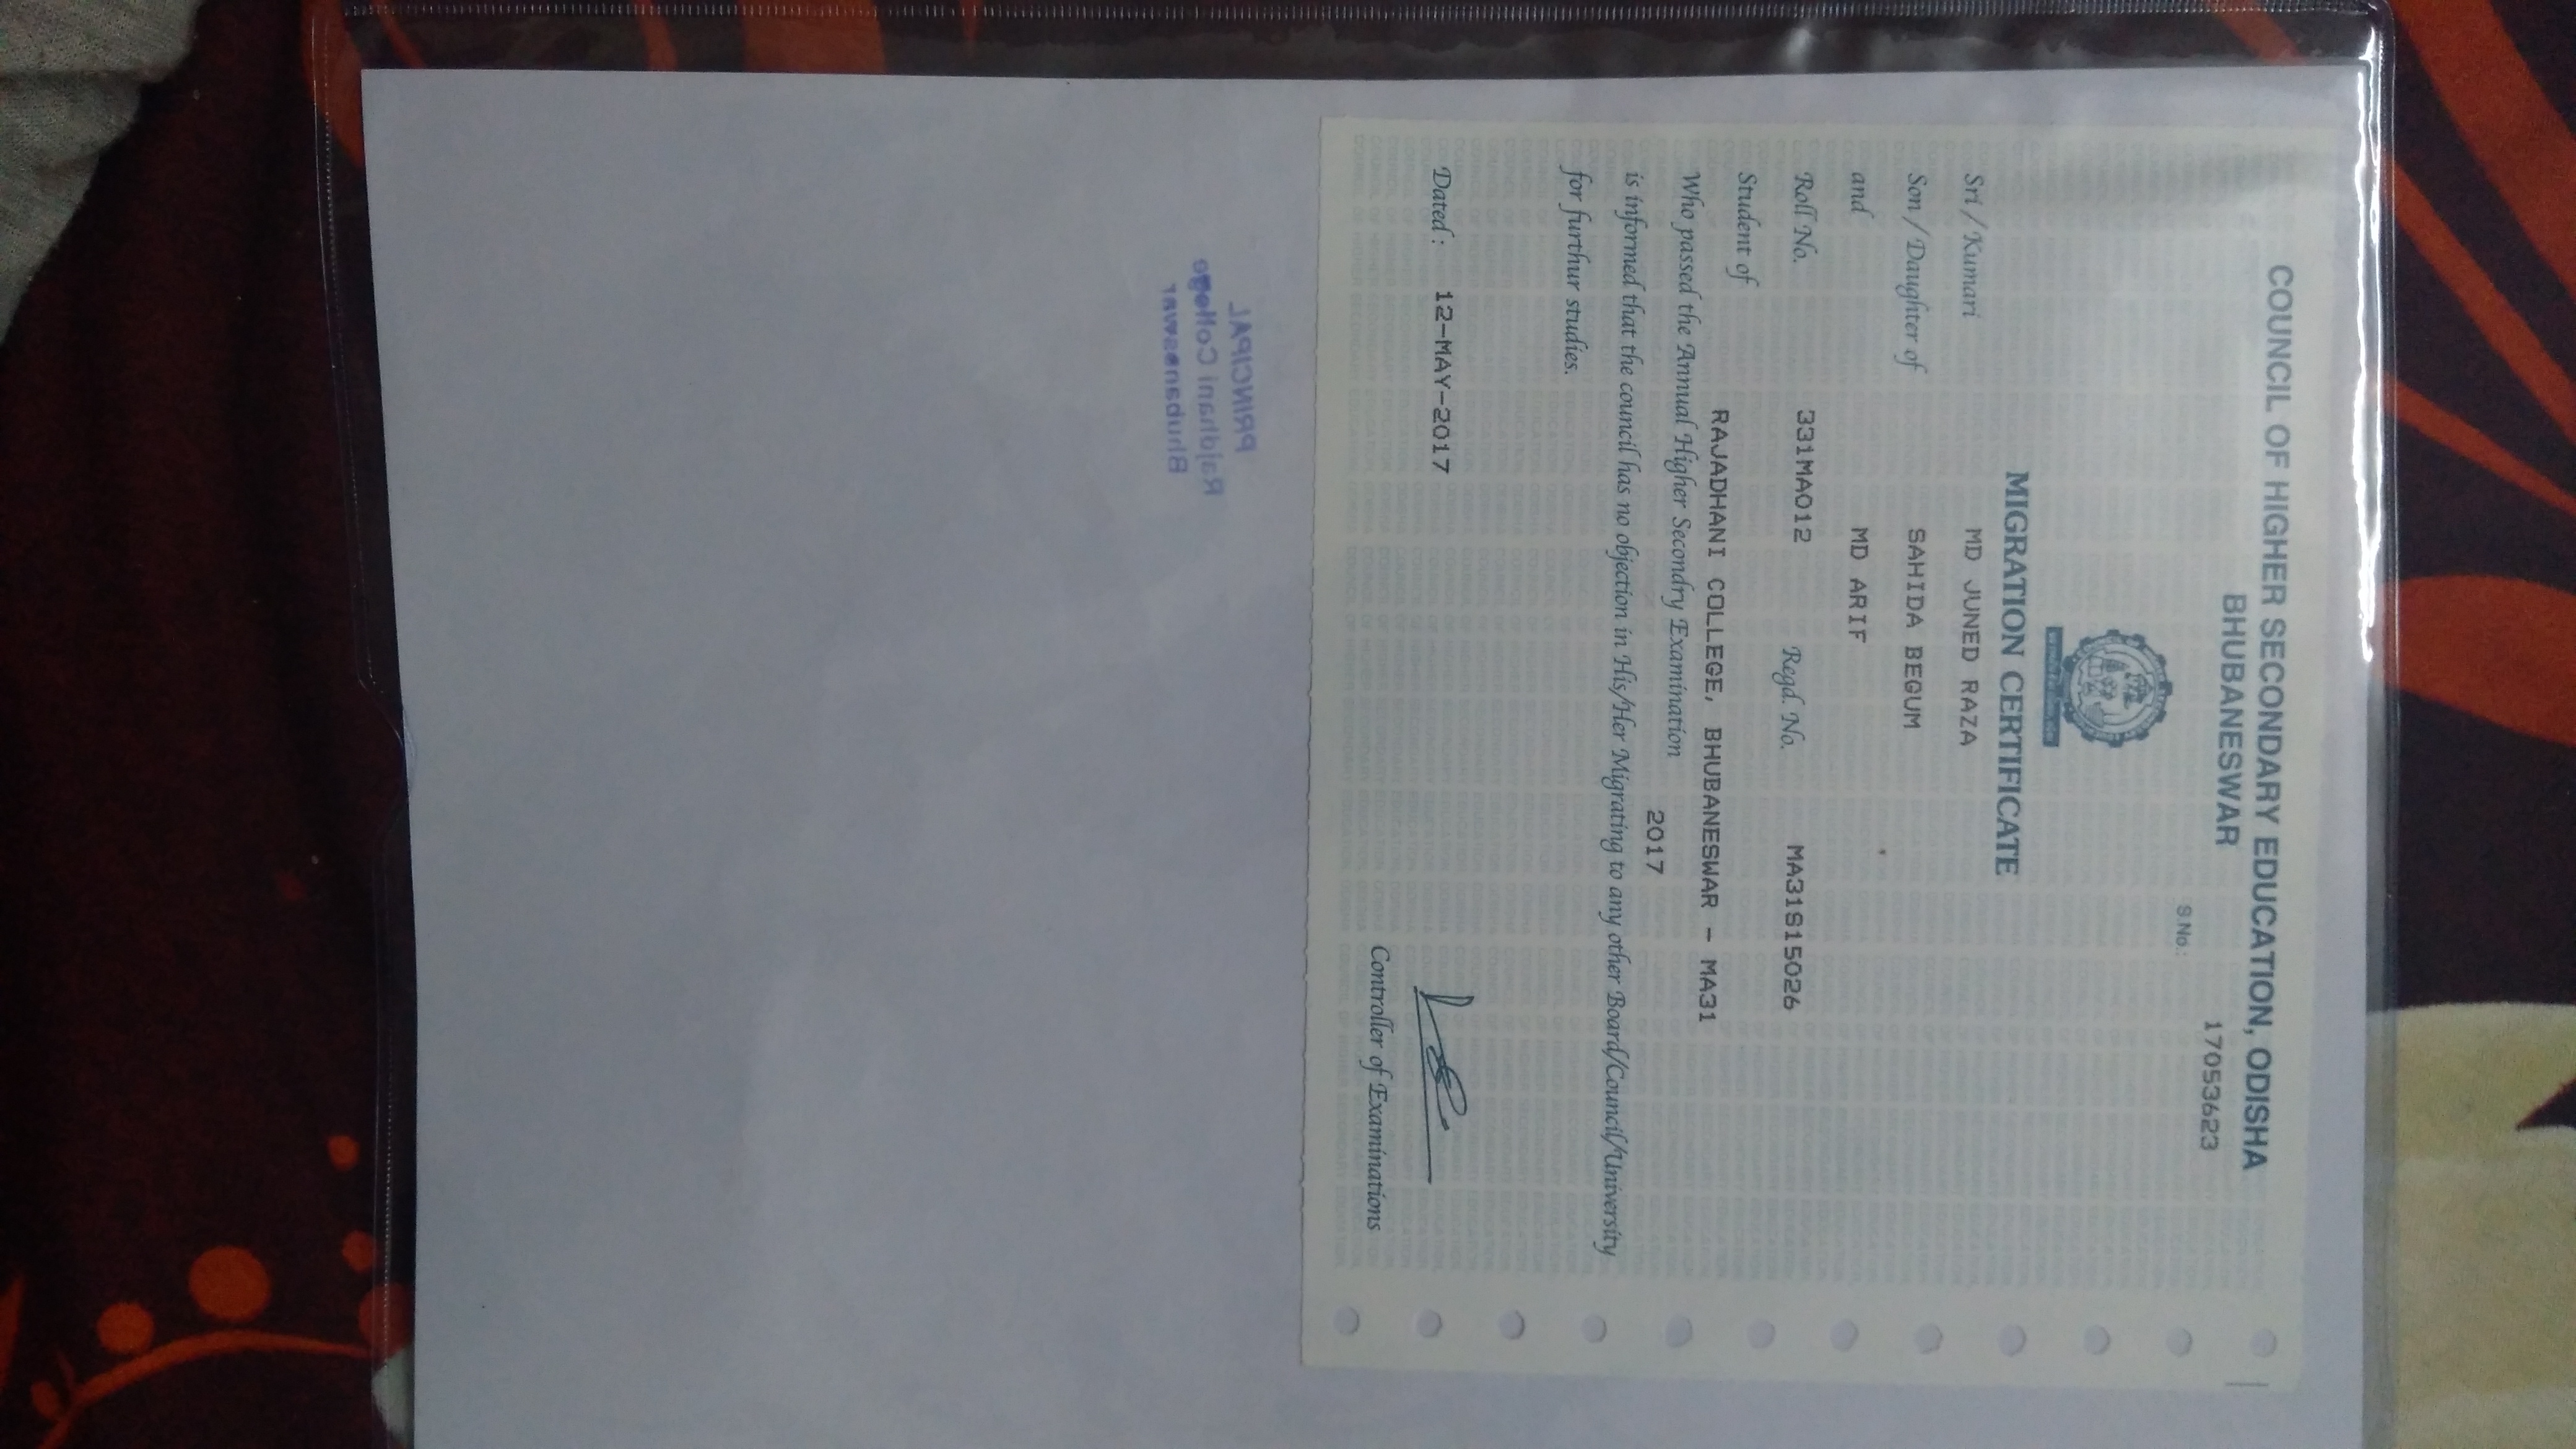 COUNCIL OF HIGHER SECONDARY EDUCATION, ODISHA
BHUBANESWAR
S.No.: 17053623
MIGRATION CERTIFICATE
Sri / Kumari MD JUNED RAZA
Son / Daughter of SAHIDA BEGUM
and MD ARIF
Roll No. 331MA012 Regd. No. MA31S15026
Student of RAJADHANI COLLEGE, BHUBANESWAR - MA31
Who passed the Annual Higher Secondry Examination 2017
is informed that the council has no objection in His/Her Migrating to any other Board/Council/University
for furthur studies.
Dated : 12-MAY-2017
Controller of Examinations
PRINCIPAL
Rajdhani College
Bhubaneswar